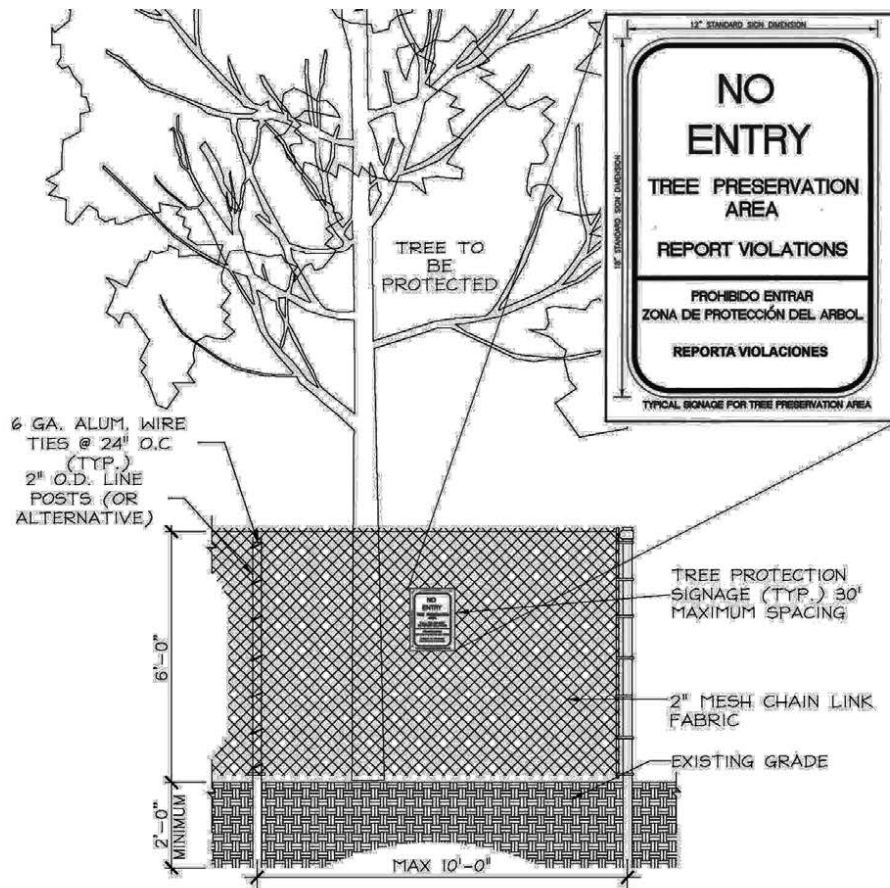 12" STANDARD SIGN DIMENSION
18" STANDARD SIGN DIMENSION
NO
ENTRY
TREE PRESERVATION
AREA
REPORT VIOLATIONS
PROHIBIDO ENTRAR
ZONA DE PROTECCIÓN DEL ARBOL
REPORTA VIOLACIONES
TYPICAL SIGNAGE FOR TREE PRESERVATION AREA
TREE TO
BE
PROTECTED
6 GA. ALUM. WIRE
TIES @ 24" O.C
(TYP.)
2" O.D. LINE
POSTS (OR
ALTERNATIVE)
NO
ENTRY
TREE PROTECTION
SIGNAGE (TYP.) 30'
MAXIMUM SPACING
6'-0"
2" MESH CHAIN LINK
FABRIC
EXISTING GRADE
2'-0"
MINIMUM
MAX 10'-0"